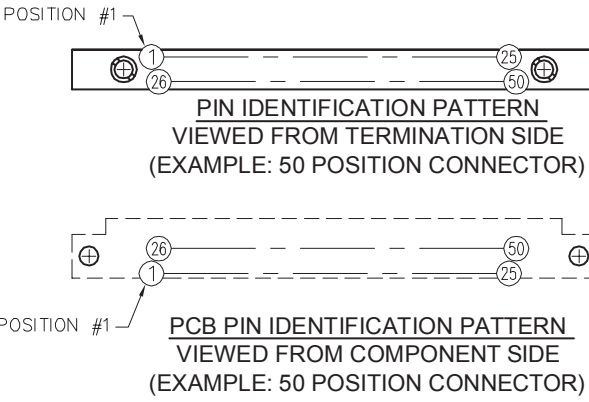 POSITION #1
1 25
26 50
PIN IDENTIFICATION PATTERN
VIEWED FROM TERMINATION SIDE
(EXAMPLE: 50 POSITION CONNECTOR)
26 50
1 25
POSITION #1
PCB PIN IDENTIFICATION PATTERN
VIEWED FROM COMPONENT SIDE
(EXAMPLE: 50 POSITION CONNECTOR)